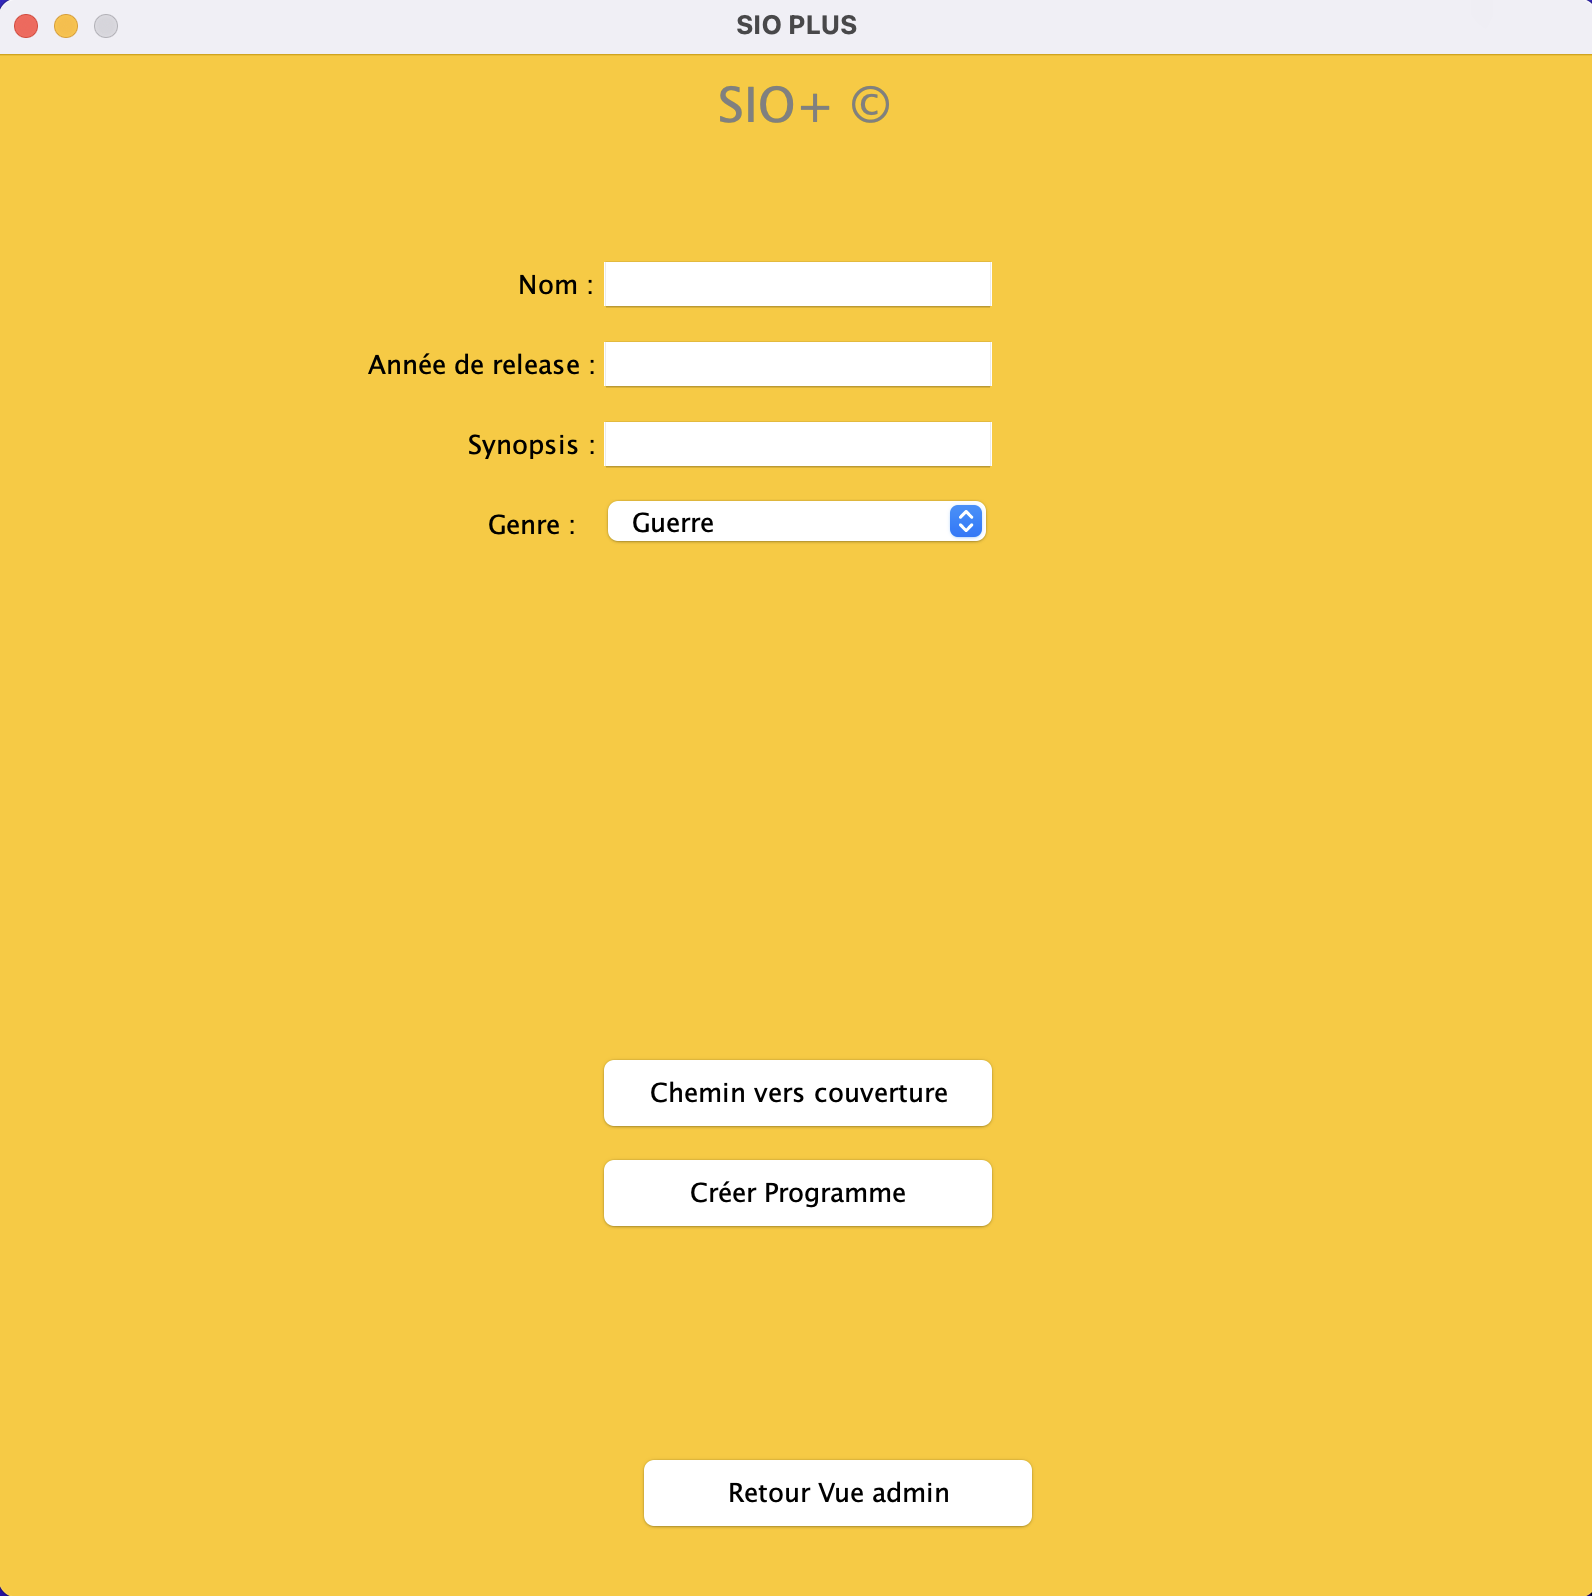 SIO PLUS
SIO+ ©
Nom :
Année de release :
Synopsis :
Genre : Guerre
Chemin vers couverture
Créer Programme
Retour Vue admin